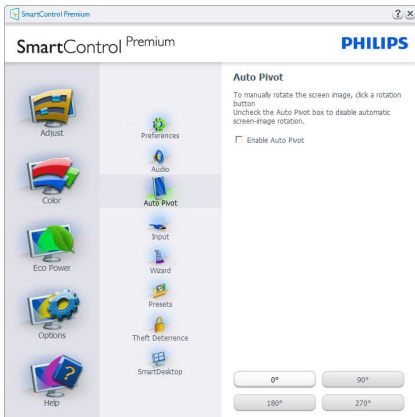 SmartControl Premium
? ×
SmartControl Premium
PHILIPS
Adjust
Color
Eco Power
Options
Help
Preferences
Audio
Auto Pivot
Input
Wizard
Presets
Theft Deterrence
SmartDesktop
Auto Pivot
To manually rotate the screen image, click a rotation
button
Uncheck the Auto Pivot box to disable automatic
screen-image rotation.
Enable Auto Pivot
0°
90°
180°
270°